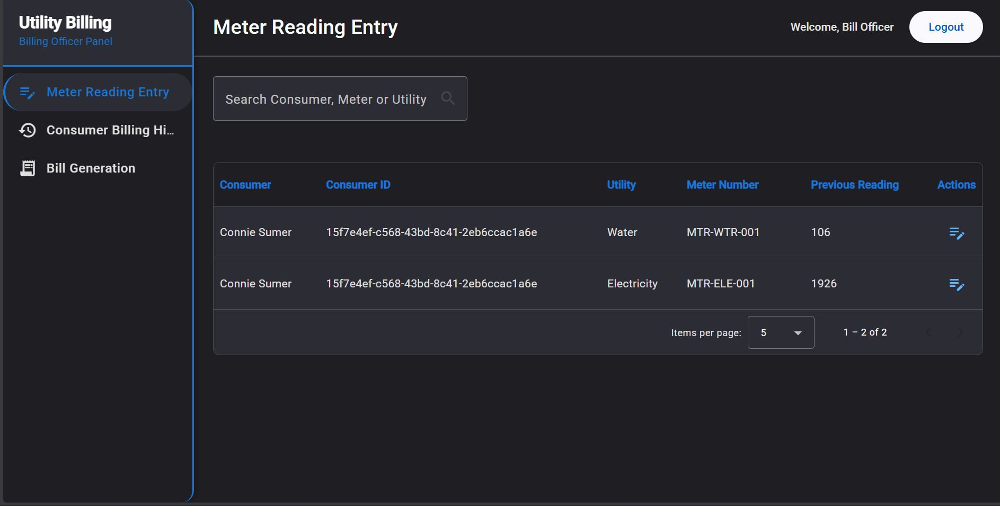 Utility Billing
Billing Officer Panel
Meter Reading Entry
Consumer Billing Hi...
Bill Generation
Meter Reading Entry
Welcome, Bill Officer
Logout
Search Consumer, Meter or Utility
Consumer Consumer ID Utility Meter Number Previous Reading Actions
Connie Sumer 15f7e4ef-c568-43bd-8c41-2eb6ccac1a6e Water MTR-WTR-001 106
Connie Sumer 15f7e4ef-c568-43bd-8c41-2eb6ccac1a6e Electricity MTR-ELE-001 1926
Items per page: 5 1 – 2 of 2